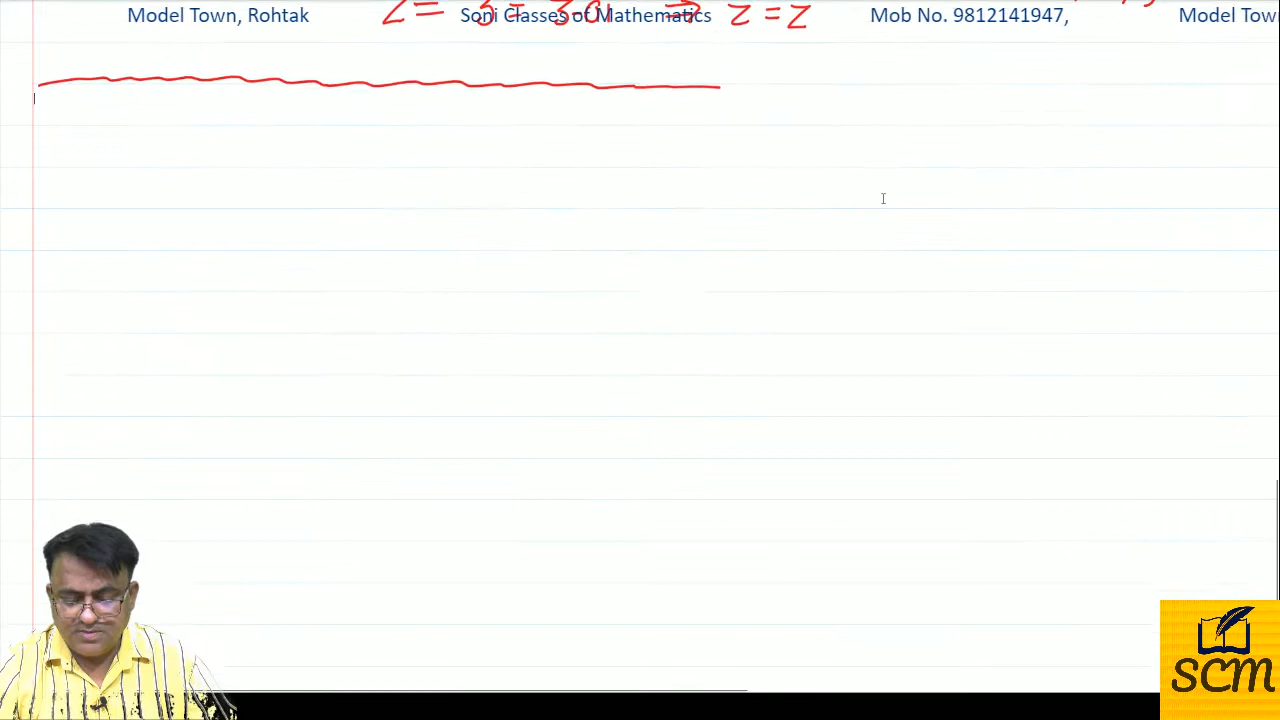 Model Town, Rohtak Soni Classes of Mathematics Mob No. 9812141947, Model Tow
z = z
SCM